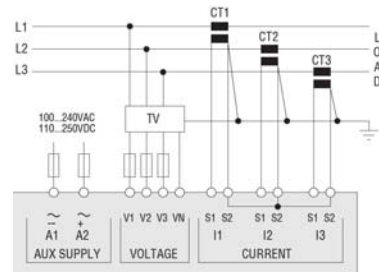 CT1
L1
CT2
L2
CT3
L3
L
O
A
D
100...240VAC
110...250VDC
TV
V1 V2 V3 VN
S1 S2 S1 S2 S1 S2
A1 A2
I1 I2 I3
AUX SUPPLY VOLTAGE CURRENT